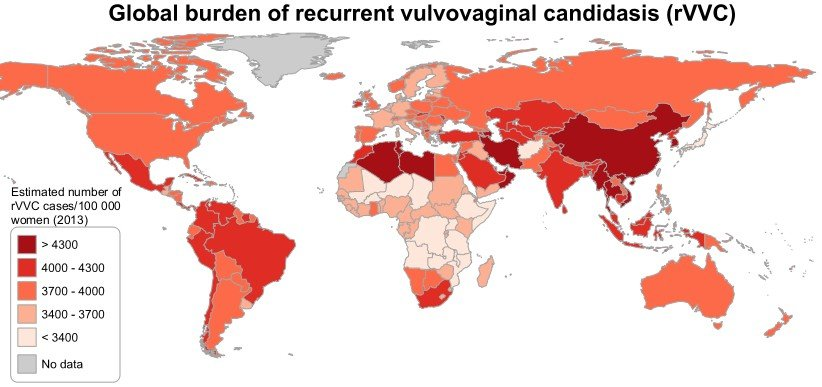 Global burden of recurrent vulvovaginal candidasis (rVVC)
Estimated number of
rVVC cases/100 000
women (2013)
> 4300
4000 - 4300
3700 - 4000
3400 - 3700
< 3400
No data